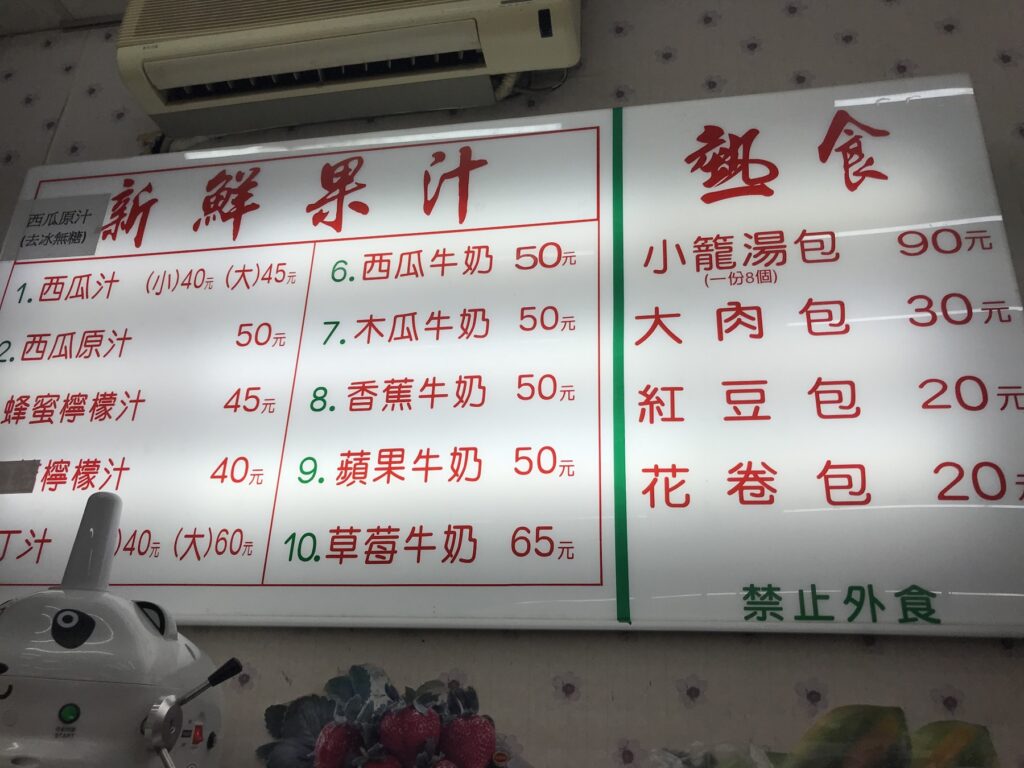 西瓜原汁
(去冰無糖)
新鮮果汁
1.西瓜汁 (小)40元 (大)45元
2.西瓜原汁 50元
蜂蜜檸檬汁 45元
檸檬汁 40元
汁 )40元 (大)60元
6.西瓜牛奶 50元
7.木瓜牛奶 50元
8.香蕉牛奶 50元
9.蘋果牛奶 50元
10.草莓牛奶 65元
熱食
小籠湯包 90元
(一份8個)
大肉包 30元
紅豆包 20元
花卷包 20元
禁止外食
START